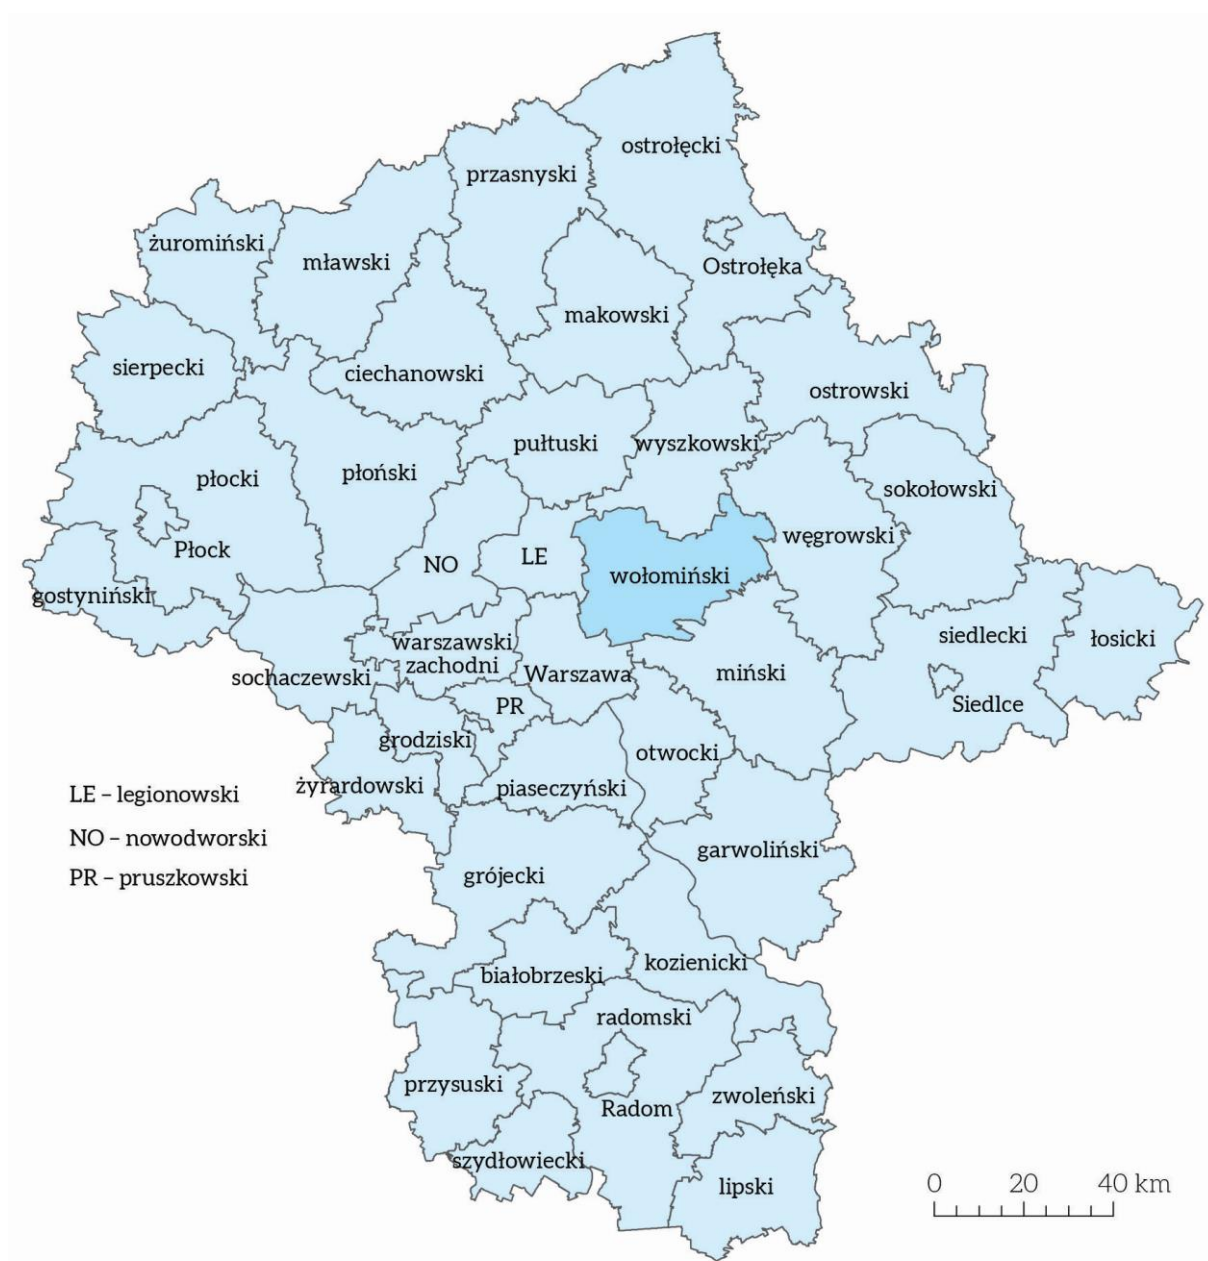 ostrołęcki
przasnyski
żuromiński
mławski
Ostrołęka
makowski
sierpecki
ciechanowski
ostrowski
pułtuski
wyszkowski
płocki
płoński
sokołowski
węgrowski
Płock
NO
LE
wołomiński
gostyniński
siedlecki
łosicki
warszawski
zachodni
sochaczewski
Warszawa
miński
PR
Siedlce
grodziski
otwocki
żyrardowski
piaseczyński
LE – legionowski
NO – nowodworski
PR – pruszkowski
garwoliński
grójecki
kozienicki
białobrzeski
radomski
przysuski
zwoleński
Radom
szydłowiecki
lipski
0 20 40 km